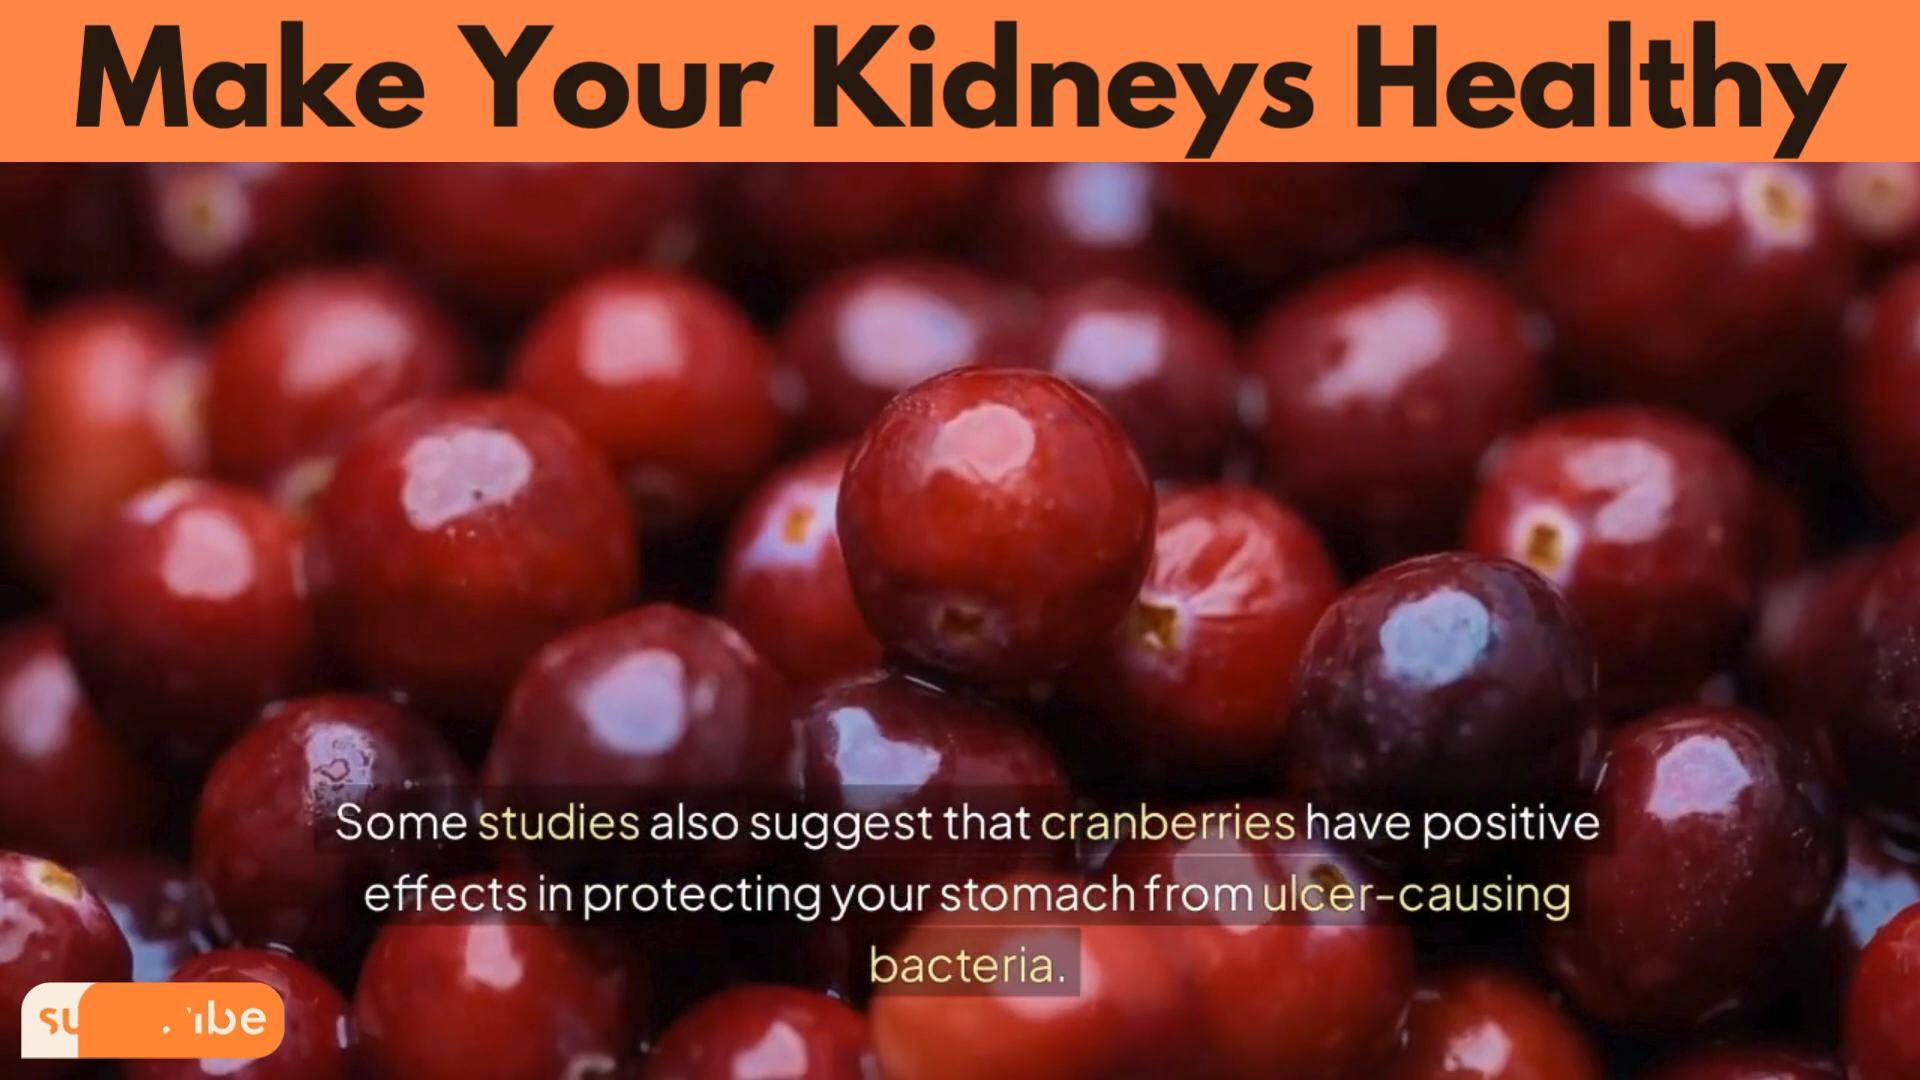 Make Your Kidneys Healthy
Some studies also suggest that cranberries have positive
effects in protecting your stomach from ulcer-causing
bacteria.